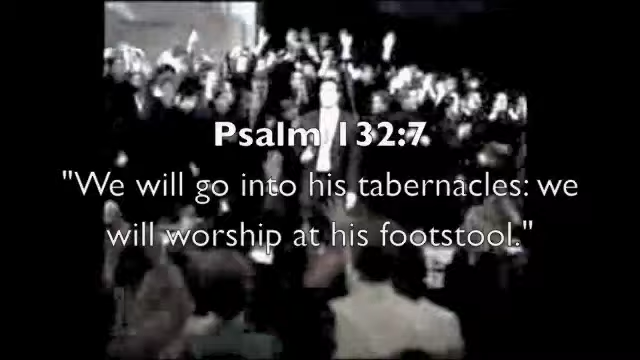 Psalm 132:7
"We will go into his tabernacles: we
will worship at his footstool."